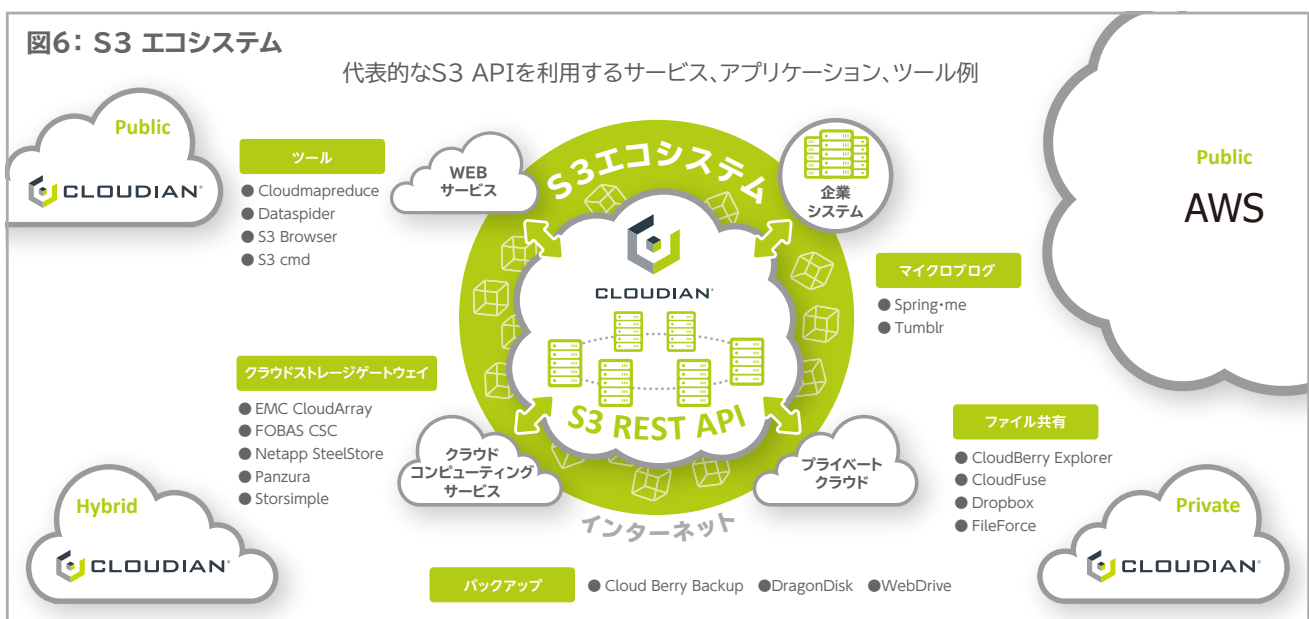 図6: S3 エコシステム
代表的なS3 APIを利用するサービス、アプリケーション、ツール例
Public
CLOUDIAN
ツール
● Cloudmapreduce
● Dataspider
● S3 Browser
● S3 cmd
WEB
サービス
S3エコシステム
企業
システム
Public
AWS
CLOUDIAN
マイクロブログ
● Spring・me
● Tumblr
クラウドストレージゲートウェイ
● EMC CloudArray
● FOBAS CSC
● Netapp SteelStore
● Panzura
● Storsimple
S3 REST API
クラウド
コンピューティング
サービス
プライベート
クラウド
インターネット
ファイル共有
● CloudBerry Explorer
● CloudFuse
● Dropbox
● FileForce
Hybrid
CLOUDIAN
Private
CLOUDIAN
バックアップ
● Cloud Berry Backup ●DragonDisk ●WebDrive